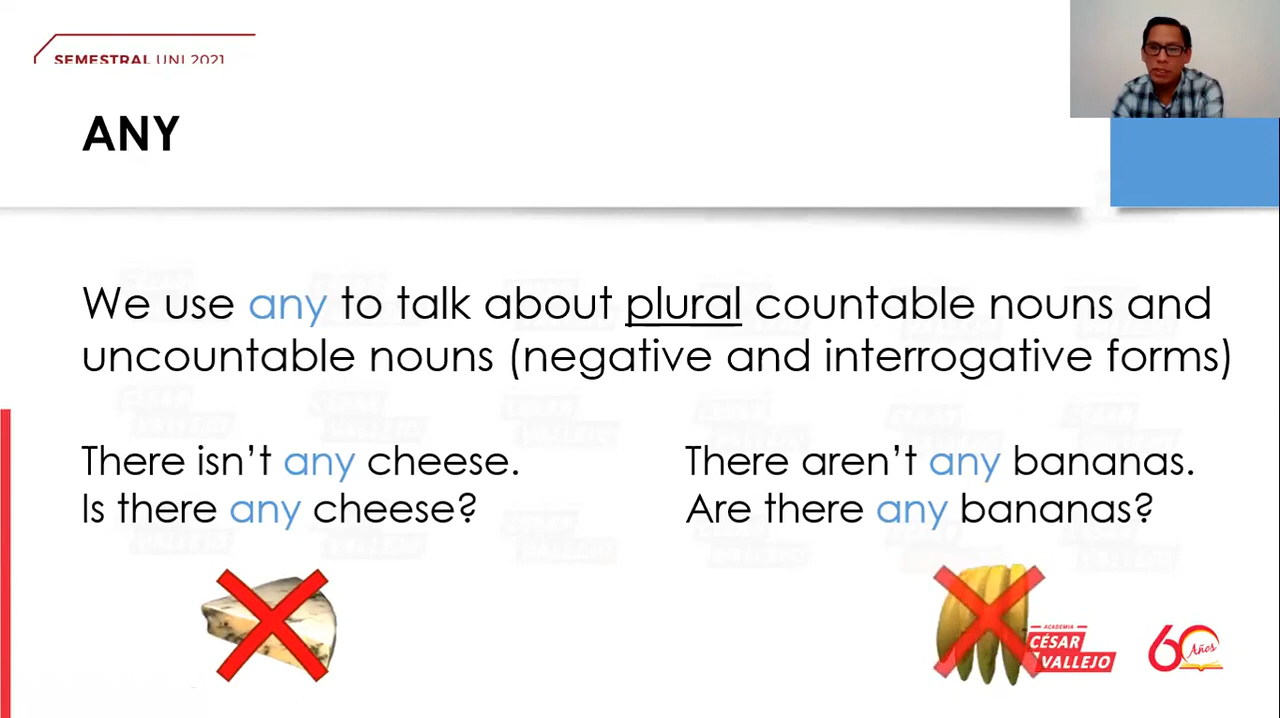 SEMESTRAL UNI 2021
ANY
We use any to talk about plural countable nouns and
uncountable nouns (negative and interrogative forms)
There isn’t any cheese.
Is there any cheese?
There aren’t any bananas.
Are there any bananas?
ACADEMIA
CÉSAR
VALLEJO
60
Años